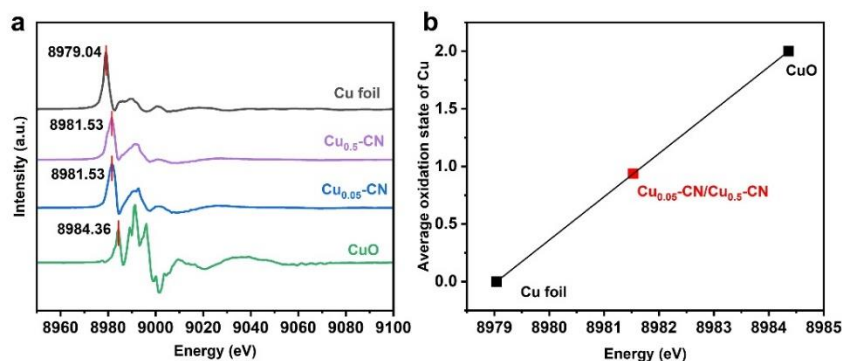 a
8979.04
Cu foil
8981.53
Cu0.5-CN
8981.53
Cu0.05-CN
8984.36
CuO
Intensity (a.u.)
8960 8980 9000 9020 9040 9060 9080 9100
Energy (eV)
b
2.0
1.5
1.0
0.5
0.0
CuO
Cu0.05-CN/Cu0.5-CN
Cu foil
Average oxidation state of Cu
8979 8980 8981 8982 8983 8984 8985
Energy (eV)